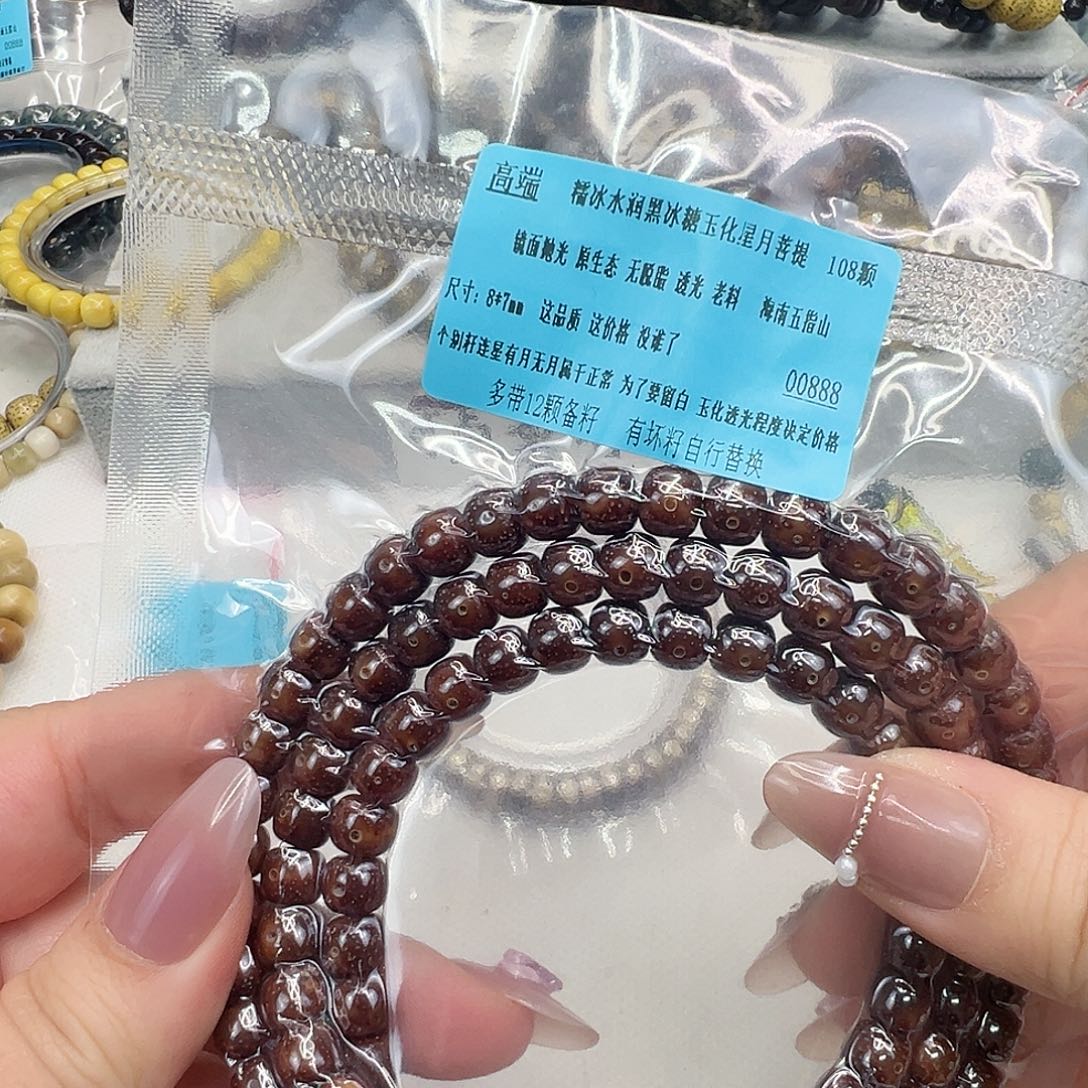 高端 糯冰水润黑冰糖玉化星月菩提 108颗
镜面抛光 原生态 无脱脂 透光 老料 海南五指山
尺寸：8*7mm 这品质 这价格 没谁了
00888
个别杆连星有月无月属于正常 为了要留白 玉化透光程度决定价格
多带12颗备籽 有坏籽自行替换
00888